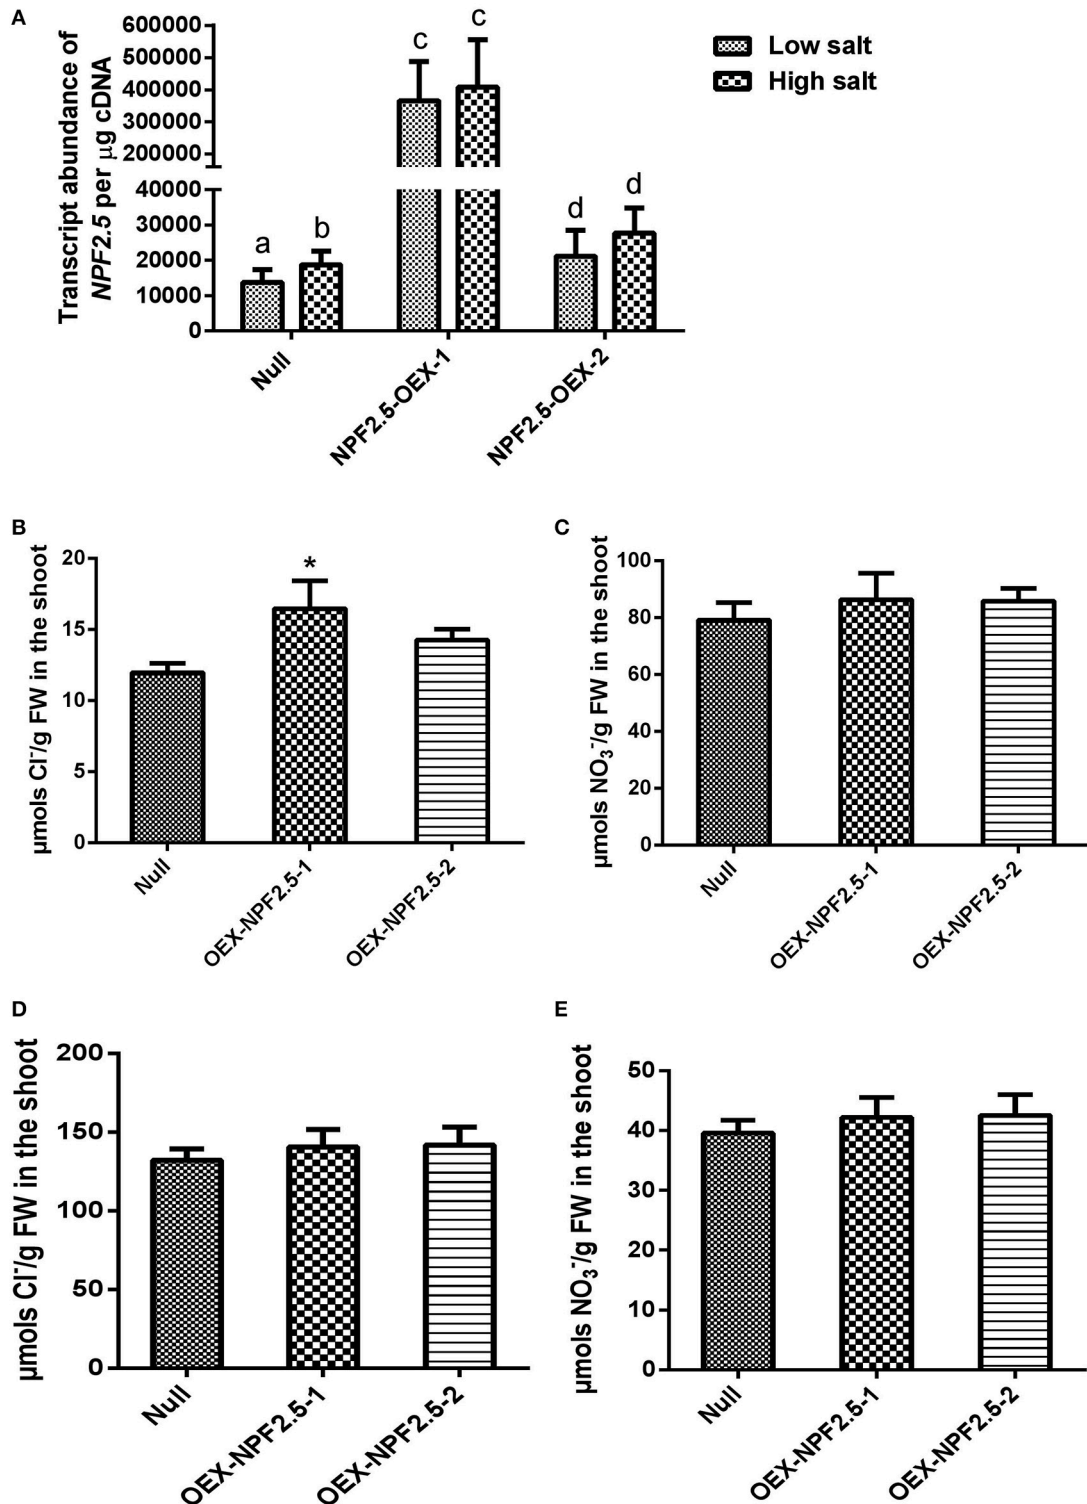 A
Transcript abundance of
NPF2.5 per µg cDNA
600000
500000
400000
300000
200000
40000
30000
20000
10000
0
a
b
c
c
d
d
Null
NPF2.5-OEX-1
NPF2.5-OEX-2
Low salt
High salt
B
µmols Cl⁻/g FW in the shoot
20
15
10
5
0
*
Null
OEX-NPF2.5-1
OEX-NPF2.5-2
C
µmols NO₃⁻/g FW in the shoot
100
80
60
40
20
0
Null
OEX-NPF2.5-1
OEX-NPF2.5-2
D
µmols Cl⁻/g FW in the shoot
200
150
100
50
0
Null
OEX-NPF2.5-1
OEX-NPF2.5-2
E
µmols NO₃⁻/g FW in the shoot
50
40
30
20
10
0
Null
OEX-NPF2.5-1
OEX-NPF2.5-2